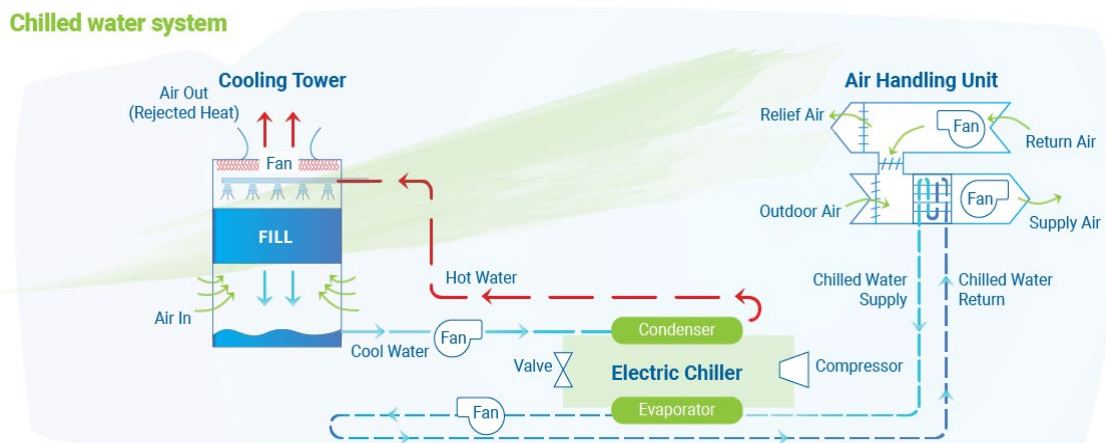 Chilled water system
Cooling Tower
Air Out
(Rejected Heat)
Fan
FILL
Air In
Hot Water
Cool Water
Fan
Condenser
Valve
Electric Chiller
Compressor
Evaporator
Fan
Air Handling Unit
Relief Air
Fan
Return Air
Outdoor Air
Fan
Supply Air
Chilled Water
Supply
Chilled Water
Return